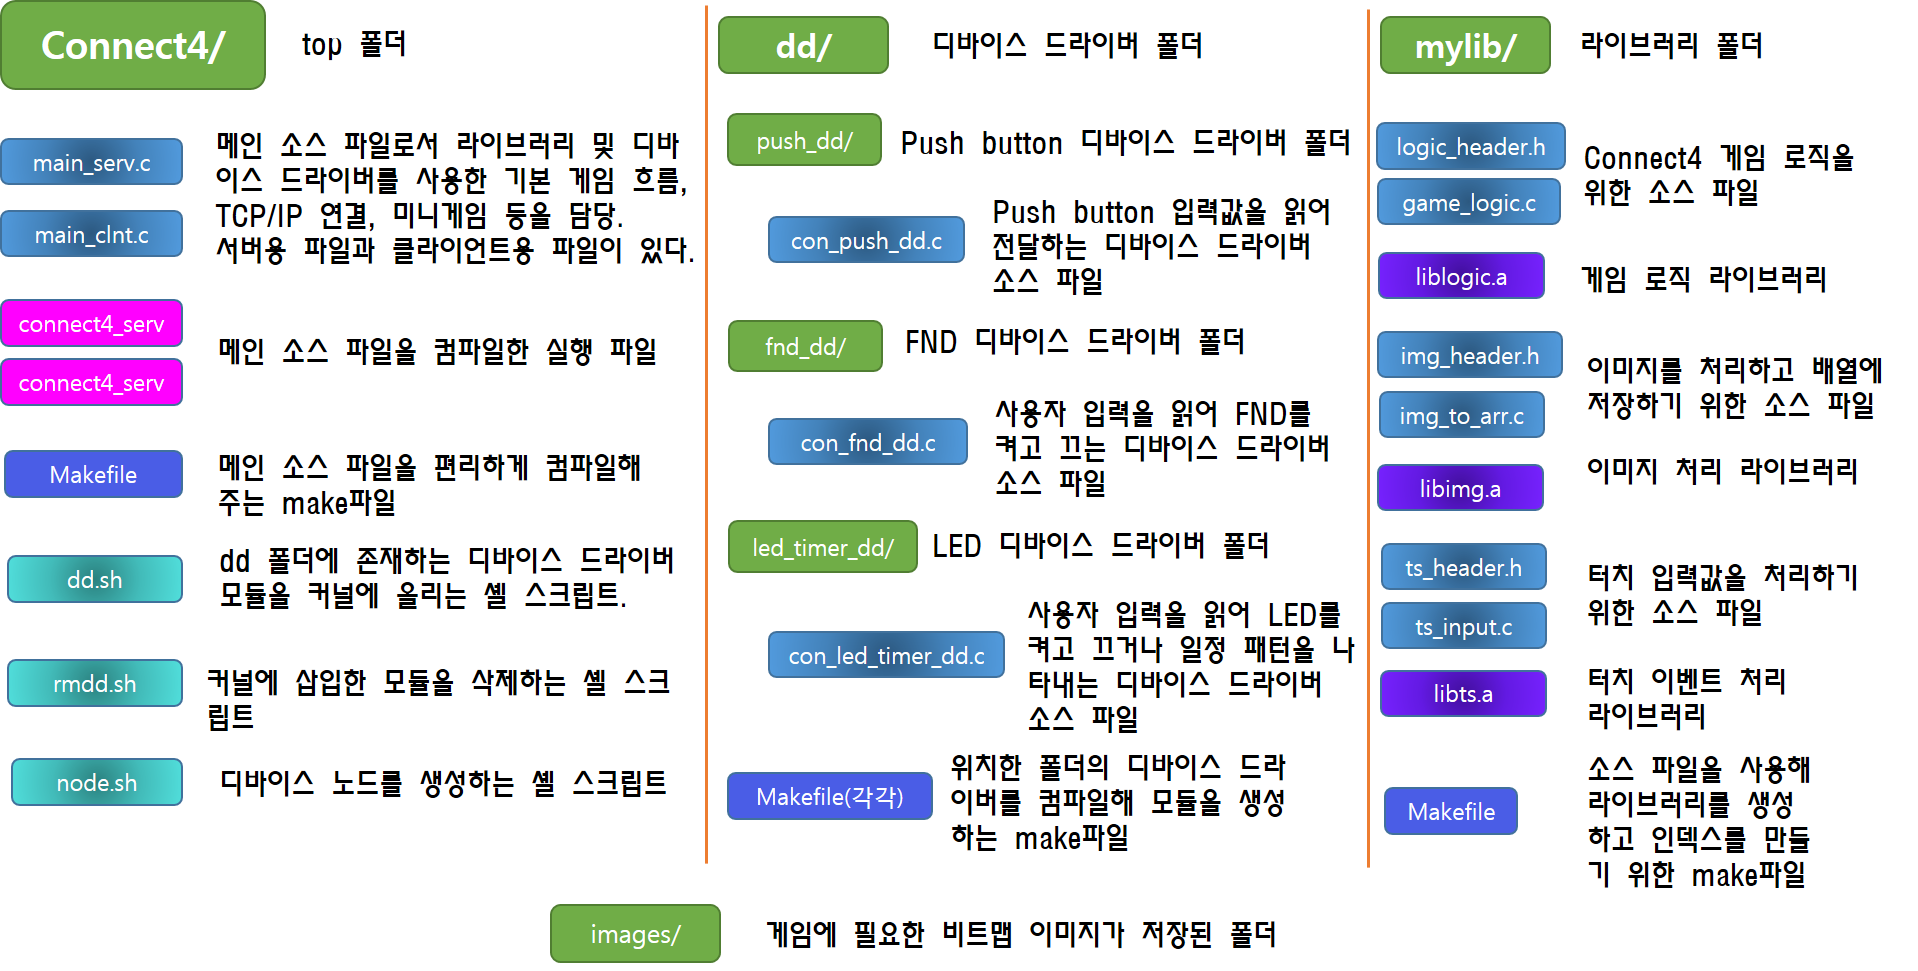 Connect4/
top 폴더
main_serv.c
main_clnt.c
메인 소스 파일로서 라이브러리 및 디바
이스 드라이버를 사용한 기본 게임 흐름,
TCP/IP 연결, 미니게임 등을 담당.
서버용 파일과 클라이언트용 파일이 있다.
connect4_serv
connect4_serv
메인 소스 파일을 컴파일한 실행 파일
Makefile
메인 소스 파일을 편리하게 컴파일해
주는 make파일
dd.sh
dd 폴더에 존재하는 디바이스 드라이버
모듈을 커널에 올리는 셸 스크립트.
rmdd.sh
커널에 삽입한 모듈을 삭제하는 셸 스크
립트
node.sh
디바이스 노드를 생성하는 셸 스크립트
dd/
디바이스 드라이버 폴더
push_dd/
Push button 디바이스 드라이버 폴더
con_push_dd.c
Push button 입력값을 읽어
전달하는 디바이스 드라이버
소스 파일
fnd_dd/
FND 디바이스 드라이버 폴더
con_fnd_dd.c
사용자 입력을 읽어 FND를
켜고 끄는 디바이스 드라이버
소스 파일
led_timer_dd/
LED 디바이스 드라이버 폴더
con_led_timer_dd.c
사용자 입력을 읽어 LED를
켜고 끄거나 일정 패턴을 나
타내는 디바이스 드라이버
소스 파일
Makefile(각각)
위치한 폴더의 디바이스 드라
이버를 컴파일해 모듈을 생성
하는 make파일
mylib/
라이브러리 폴더
logic_header.h
game_logic.c
Connect4 게임 로직을
위한 소스 파일
liblogic.a
게임 로직 라이브러리
img_header.h
img_to_arr.c
이미지를 처리하고 배열에
저장하기 위한 소스 파일
libimg.a
이미지 처리 라이브러리
ts_header.h
ts_input.c
터치 입력값을 처리하기
위한 소스 파일
libts.a
터치 이벤트 처리
라이브러리
Makefile
소스 파일을 사용해
라이브러리를 생성
하고 인덱스를 만들
기 위한 make파일
images/
게임에 필요한 비트맵 이미지가 저장된 폴더